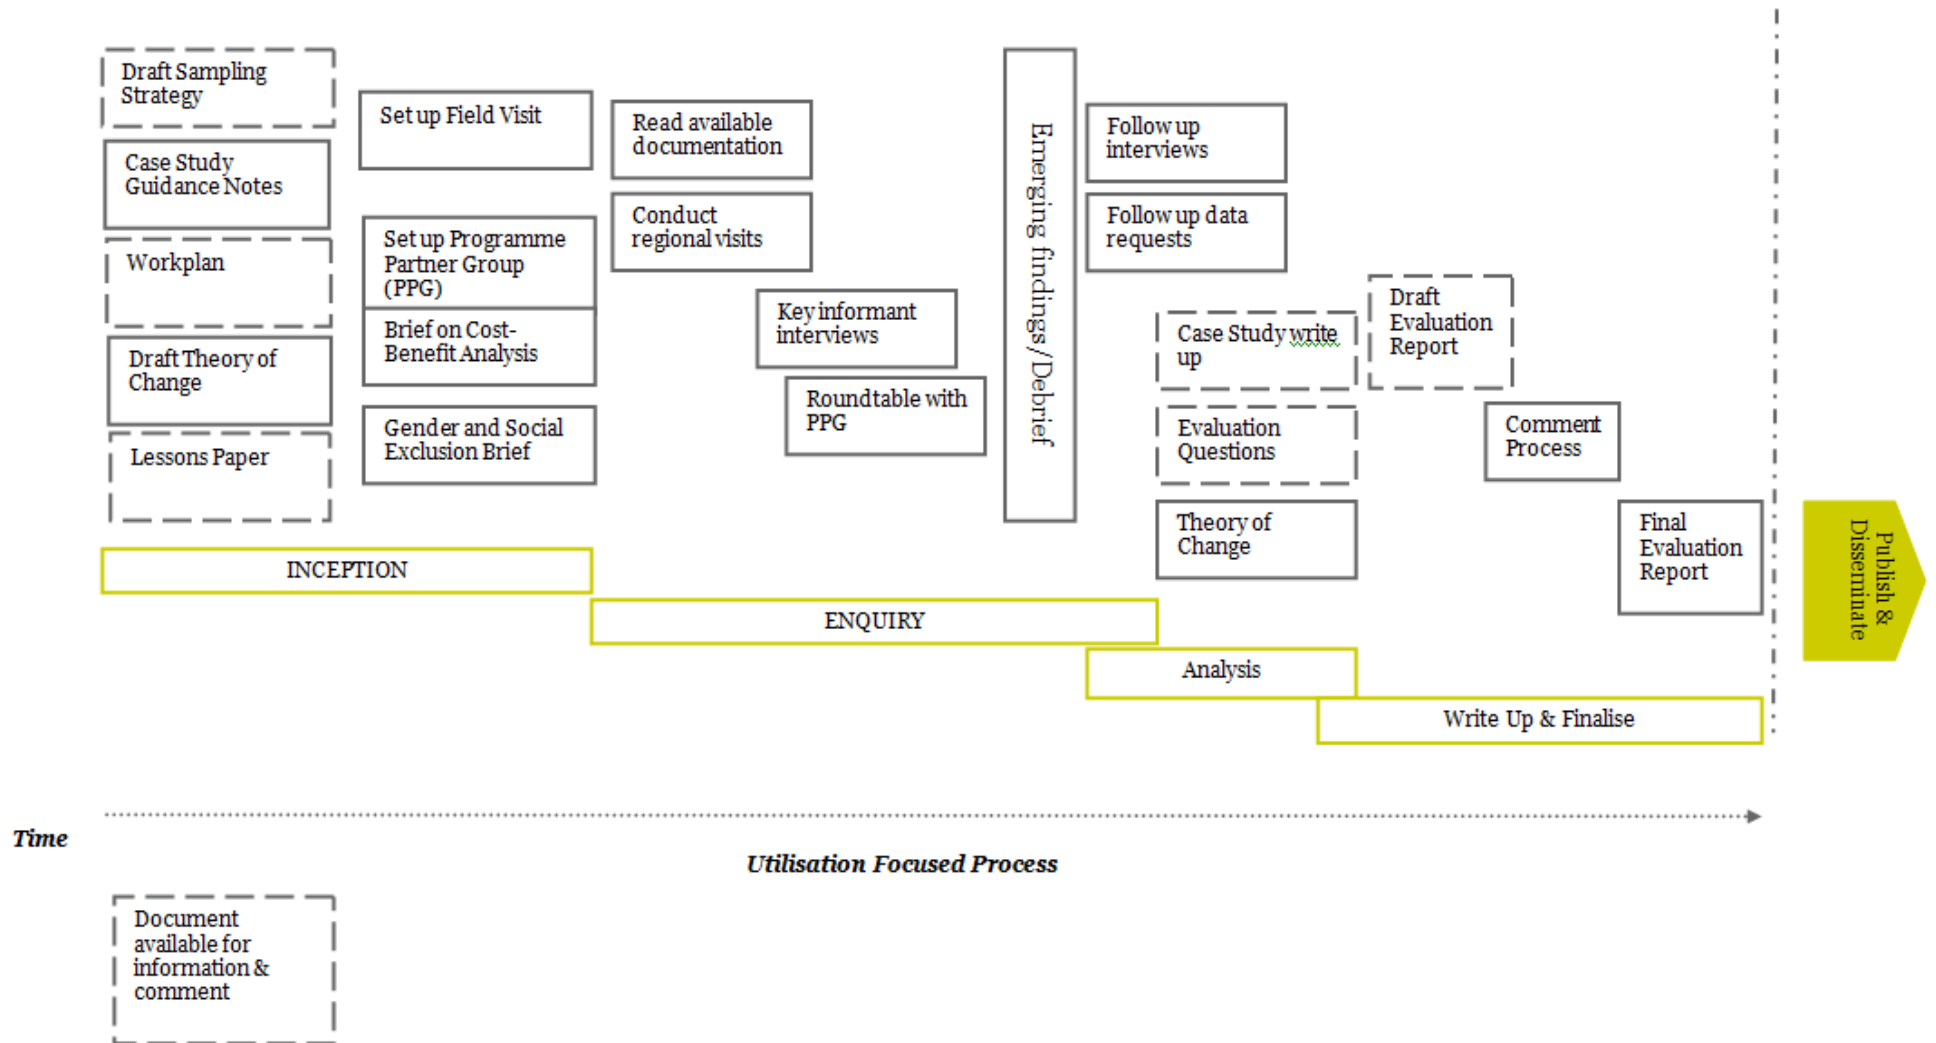 Draft Sampling
Strategy
Case Study
Guidance Notes
Workplan
Draft Theory of
Change
Lessons Paper
Set up Field Visit
Set up Programme
Partner Group
(PPG)
Brief on Cost-
Benefit Analysis
Gender and Social
Exclusion Brief
Read available
documentation
Conduct
regional visits
Key informant
interviews
Roundtable with
PPG
Emerging findings/Debrief
Follow up
interviews
Follow up data
requests
Case Study write
up
Evaluation
Questions
Theory of
Change
Draft
Evaluation
Report
Comment
Process
Final
Evaluation
Report
Publish &
Disseminate
INCEPTION
ENQUIRY
Analysis
Write Up & Finalise
Time
Utilisation Focused Process
Document
available for
information &
comment